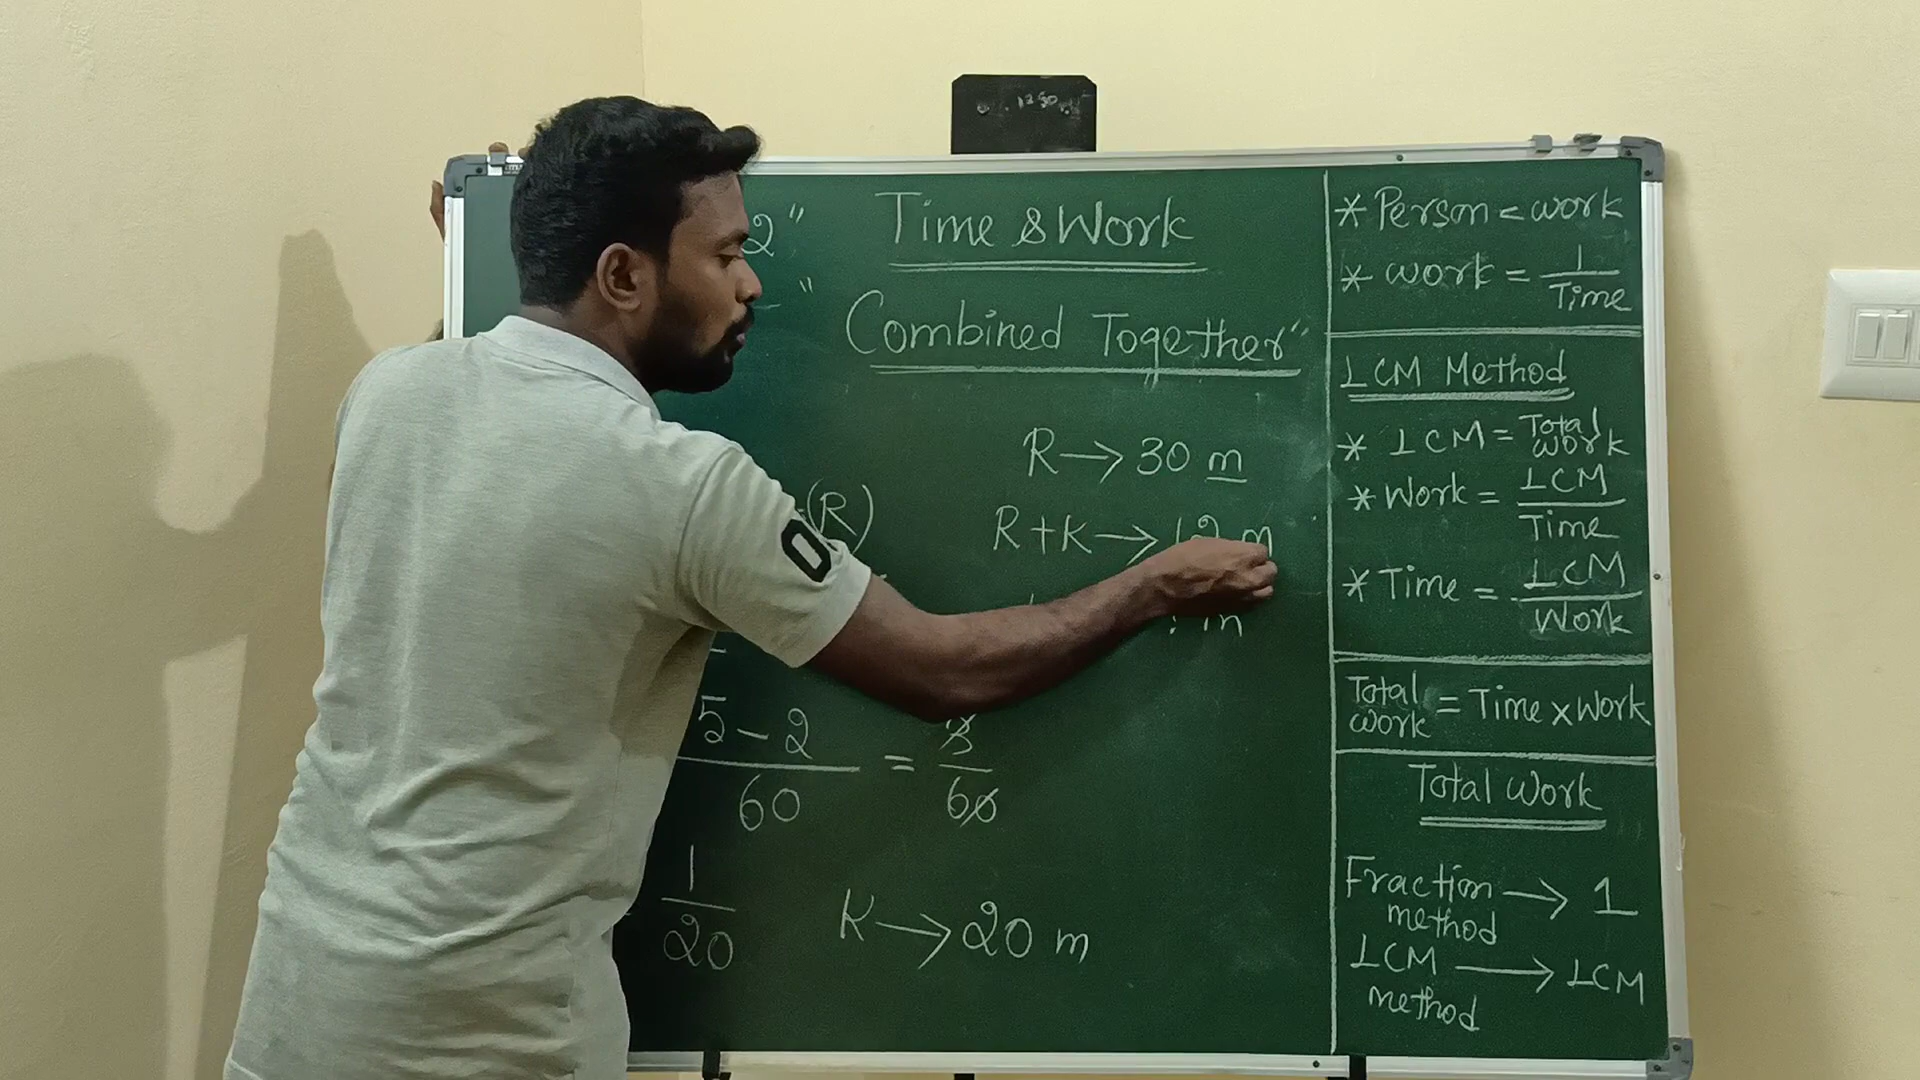 2"
Time & Work
"
Combined Together"
R → 30 m
(R)
R + K → 12 m
5 - 2
60
= 3
60
1
20
K → 20 m
* Person < work
* work = 1
Time
LCM Method
* LCM = Total
work
* Work = LCM
Time
* Time = LCM
Work
Total
work = Time x Work
Total Work
Fraction → 1
method
LCM → LCM
method
0